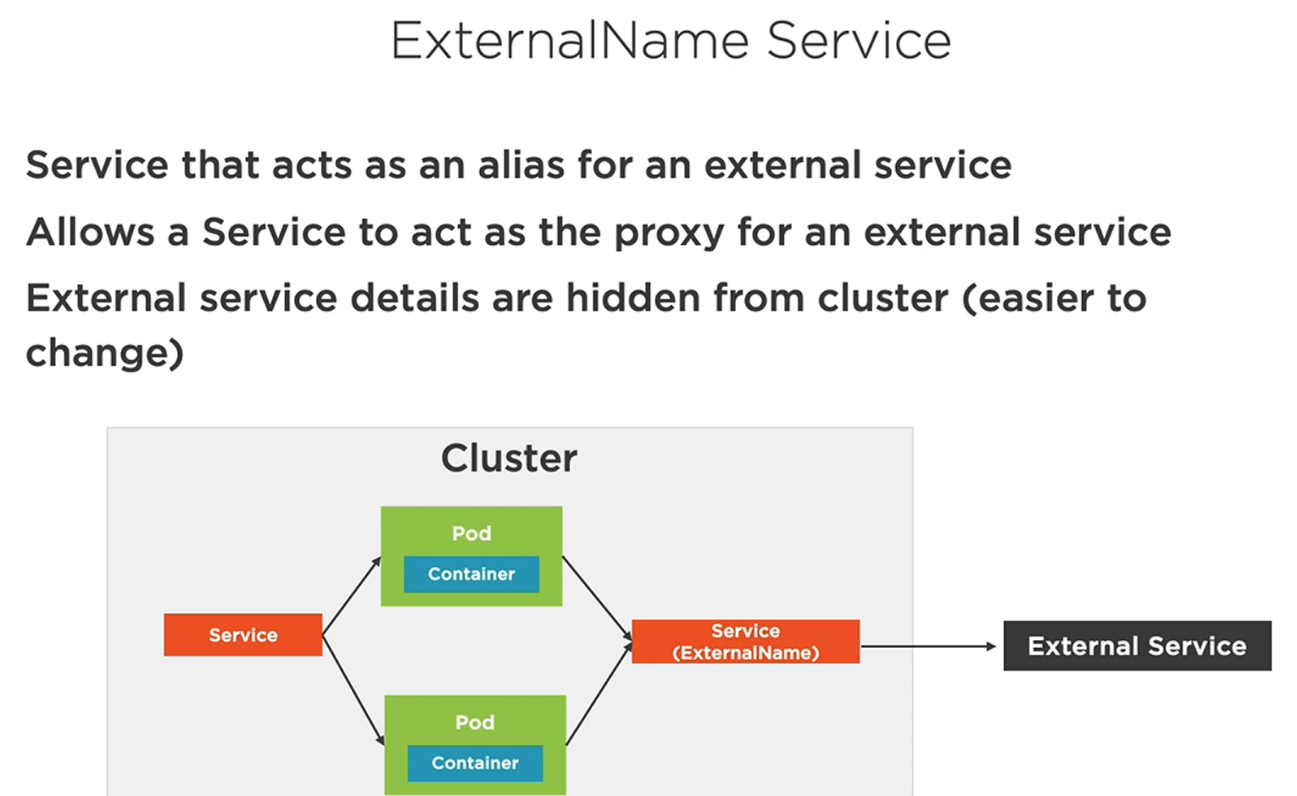 ExternalName Service
Service that acts as an alias for an external service
Allows a Service to act as the proxy for an external service
External service details are hidden from cluster (easier to
change)
Cluster
Pod
Container
Service
Service
(ExternalName)
External Service
Pod
Container